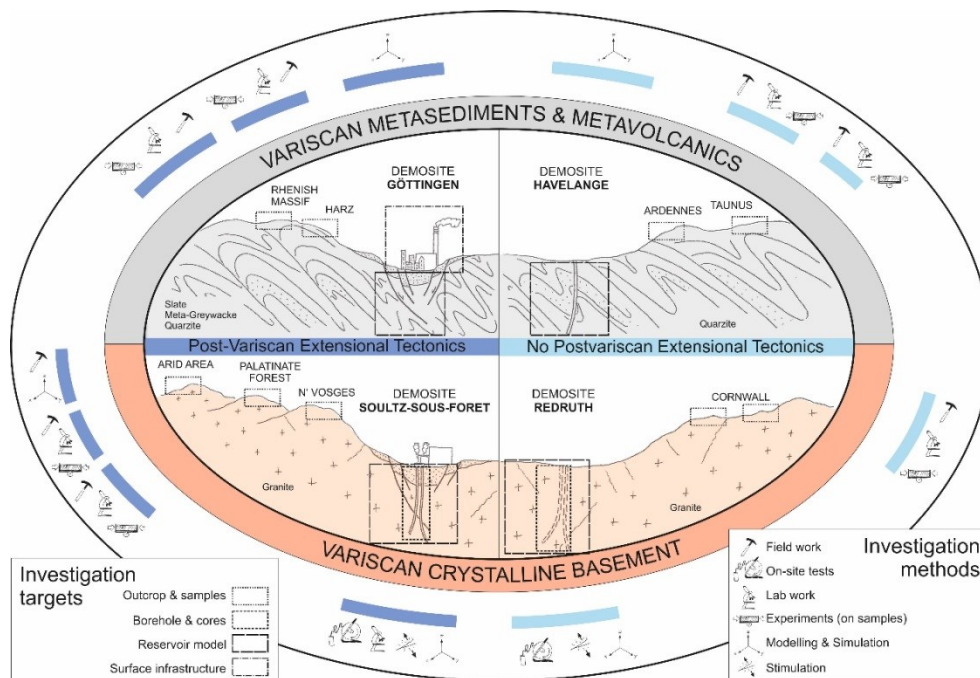 VARISCAN METASEDIMENTS & METAVOLCANICS
DEMOSITE
GÖTTINGEN
DEMOSITE
HAVELANGE
RHENISH
MASSIF
HARZ
ARDENNES
TAUNUS
Slate
Meta-Greywacke
Quarzite
Quarzite
Post-Variscan Extensional Tectonics
No Postvariscan Extensional Tectonics
ARID AREA
PALATINATE
FOREST
N' VOSGES
DEMOSITE
SOULTZ-SOUS-FORET
DEMOSITE
REDRUTH
CORNWALL
Granite
Granite
VARISCAN CRYSTALLINE BASEMENT
Investigation
targets
Outcrop & samples
Borehole & cores
Reservoir model
Surface infrastructure
Investigation
methods
Field work
On-site tests
Lab work
Experiments (on samples)
Modelling & Simulation
Stimulation